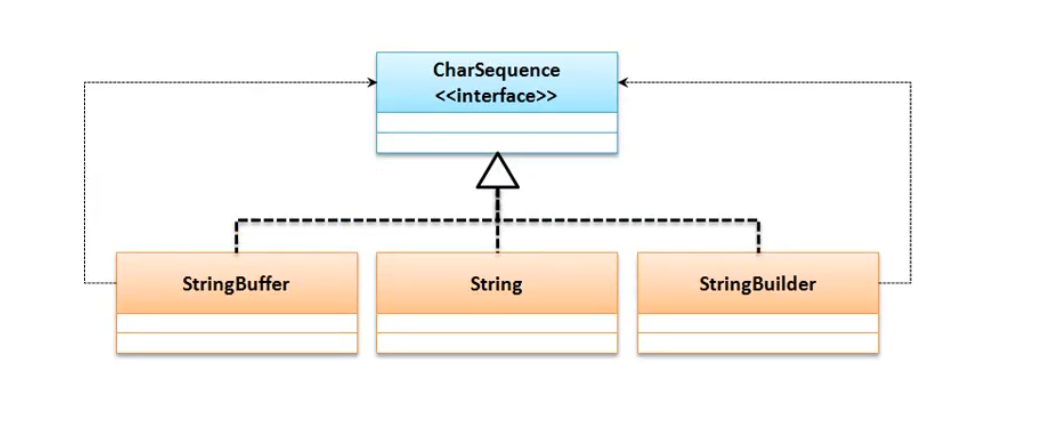 CharSequence
<<interface>>
StringBuffer
String
StringBuilder